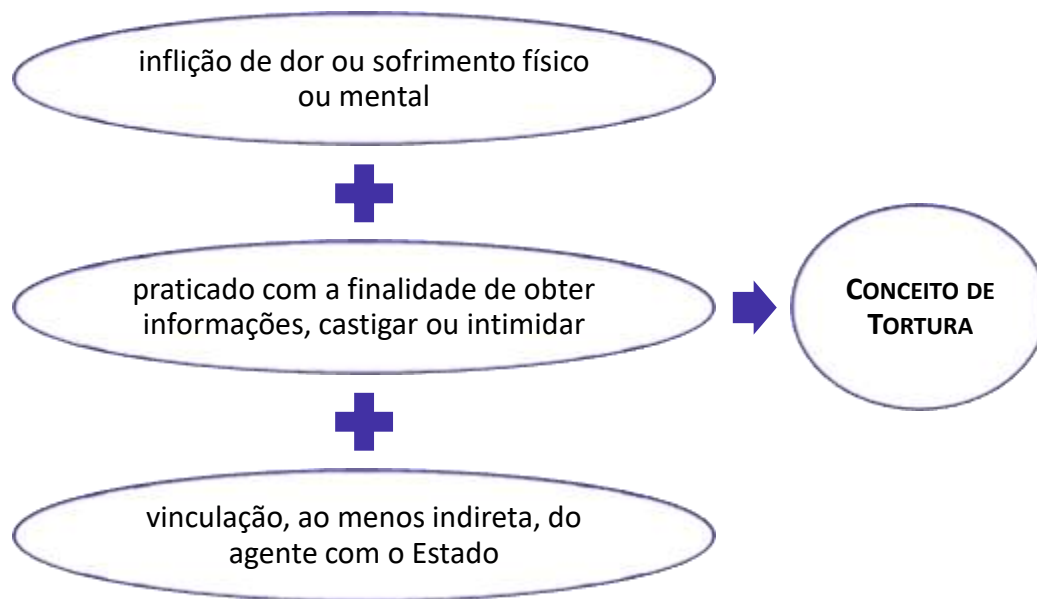 inflição de dor ou sofrimento físico
ou mental
praticado com a finalidade de obter
informações, castigar ou intimidar
CONCEITO DE
TORTURA
vinculação, ao menos indireta, do
agente com o Estado